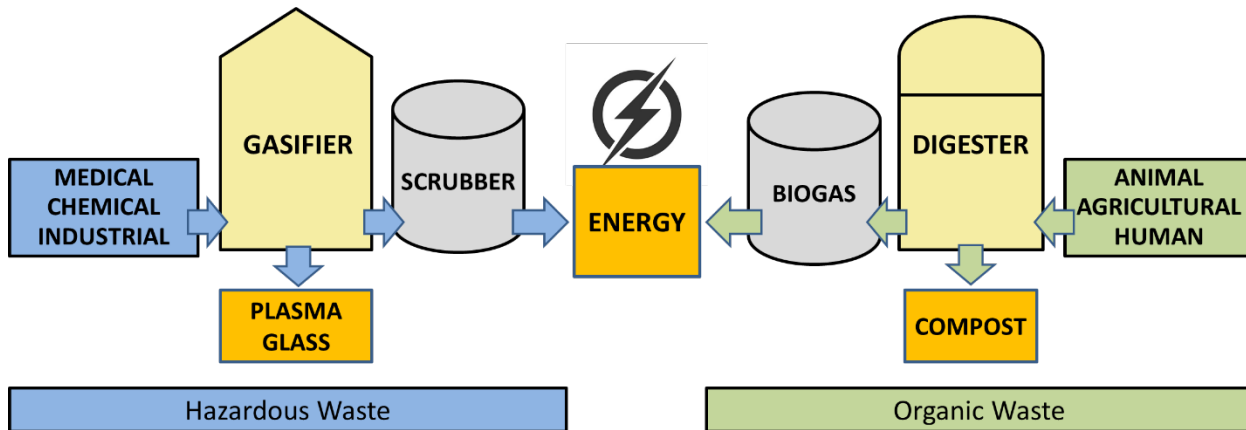 GASIFIER
SCRUBBER
MEDICAL
CHEMICAL
INDUSTRIAL
PLASMA
GLASS
ENERGY
BIOGAS
DIGESTER
ANIMAL
AGRICULTURAL
HUMAN
COMPOST
Hazardous Waste
Organic Waste